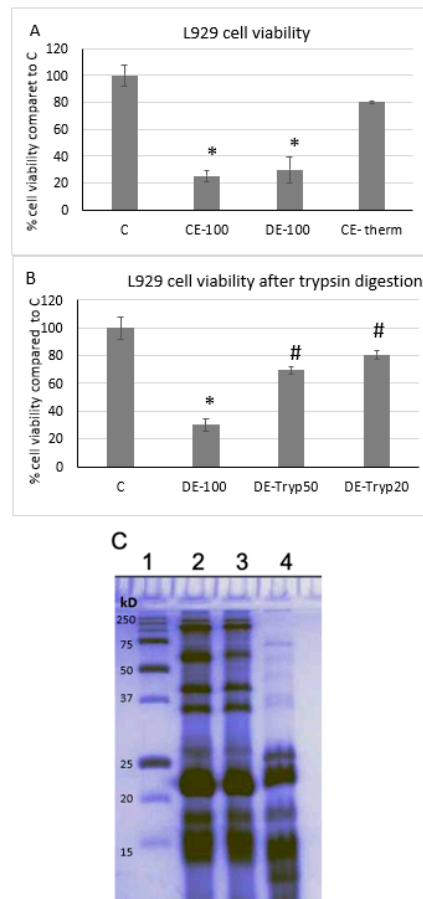 A
L929 cell viability
% cell viability comparet to C
120
100
80
60
40
20
0
*
*
C CE-100 DE-100 CE- therm
B
L929 cell viability after trypsin digestion
% cell viability compared to C
120
100
80
60
40
20
0
*
#
#
C DE-100 DE-Tryp50 DE-Tryp20
C
1 2 3 4
kD
250
75
50
37
25
20
15